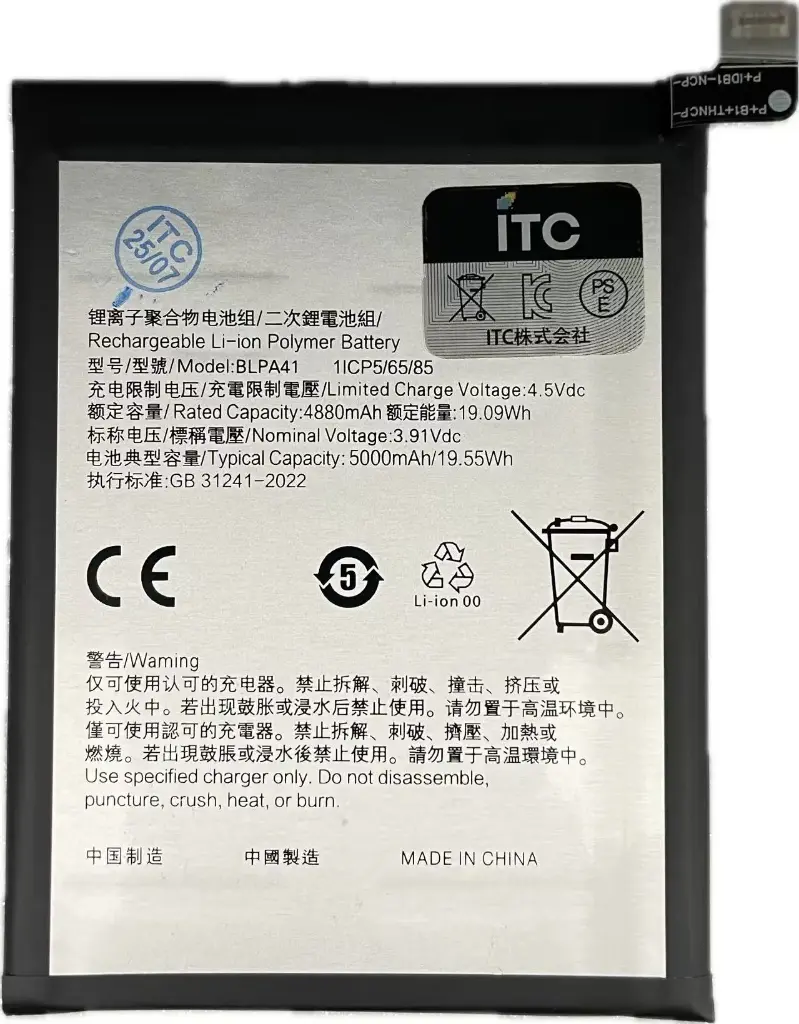 P+IDB1-NCP-
P+B1+THNCP-
ITC
PS
E
ITC株式会社
ITC
25/07
锂离子聚合物电池组/二次鋰電池組/
Rechargeable Li-ion Polymer Battery
型号/型號/Model:BLPA41 1ICP5/65/85
充电限制电压/充電限制電壓/Limited Charge Voltage:4.5Vdc
额定容量/Rated Capacity:4880mAh 额定能量:19.09Wh
标称电压/標稱電壓/Nominal Voltage:3.91Vdc
电池典型容量/Typical Capacity: 5000mAh/19.55Wh
执行标准:GB 31241-2022
CE
5
Li-ion 00
警告/Waming
仅可使用认可的充电器。禁止拆解、刺破、撞击、挤压或
投入火中。若出现鼓胀或浸水后禁止使用。请勿置于高温环境中。
僅可使用認可的充電器。禁止拆解、刺破、擠壓、加熱或
燃燒。若出現鼓脹或浸水後禁止使用。請勿置于高温環境中。
Use specified charger only. Do not disassemble,
puncture, crush, heat, or burn.
中国制造 中國製造 MADE IN CHINA